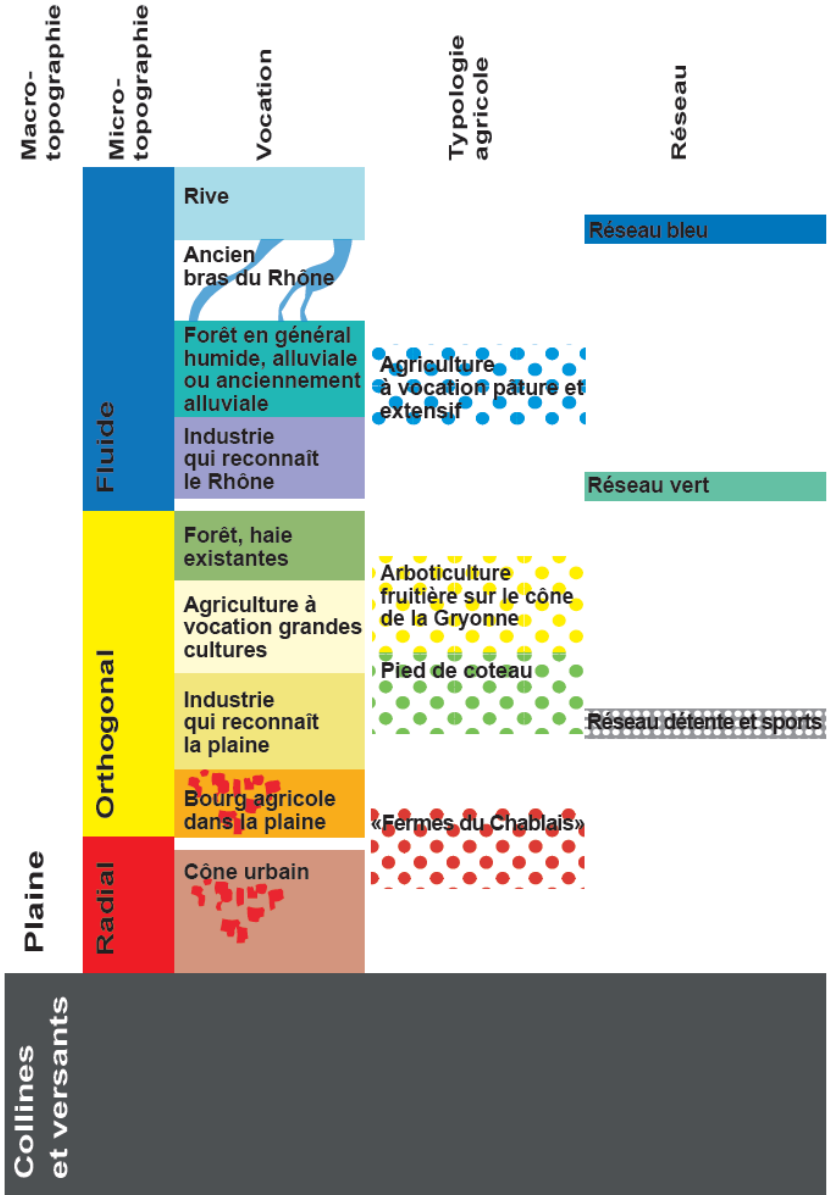 Macro-
topographie
Micro-
topographie
Vocation
Typologie
agricole
Réseau
Plaine
Collines
et versants
Fluide
Orthogonal
Radial
Rive
Ancien
bras du Rhône
Forêt en général
humide, alluviale
ou anciennement
alluviale
Industrie
qui reconnaît
le Rhône
Forêt, haie
existantes
Agriculture à
vocation grandes
cultures
Industrie
qui reconnaît
la plaine
Bourg agricole
dans la plaine
Cône urbain
Agriculture
à vocation pâture et
extensif
Arboticulture
fruitière sur le cône
de la Gryonne
Pied de coteau
«Fermes du Chablais»
Réseau bleu
Réseau vert
Réseau détente et sports